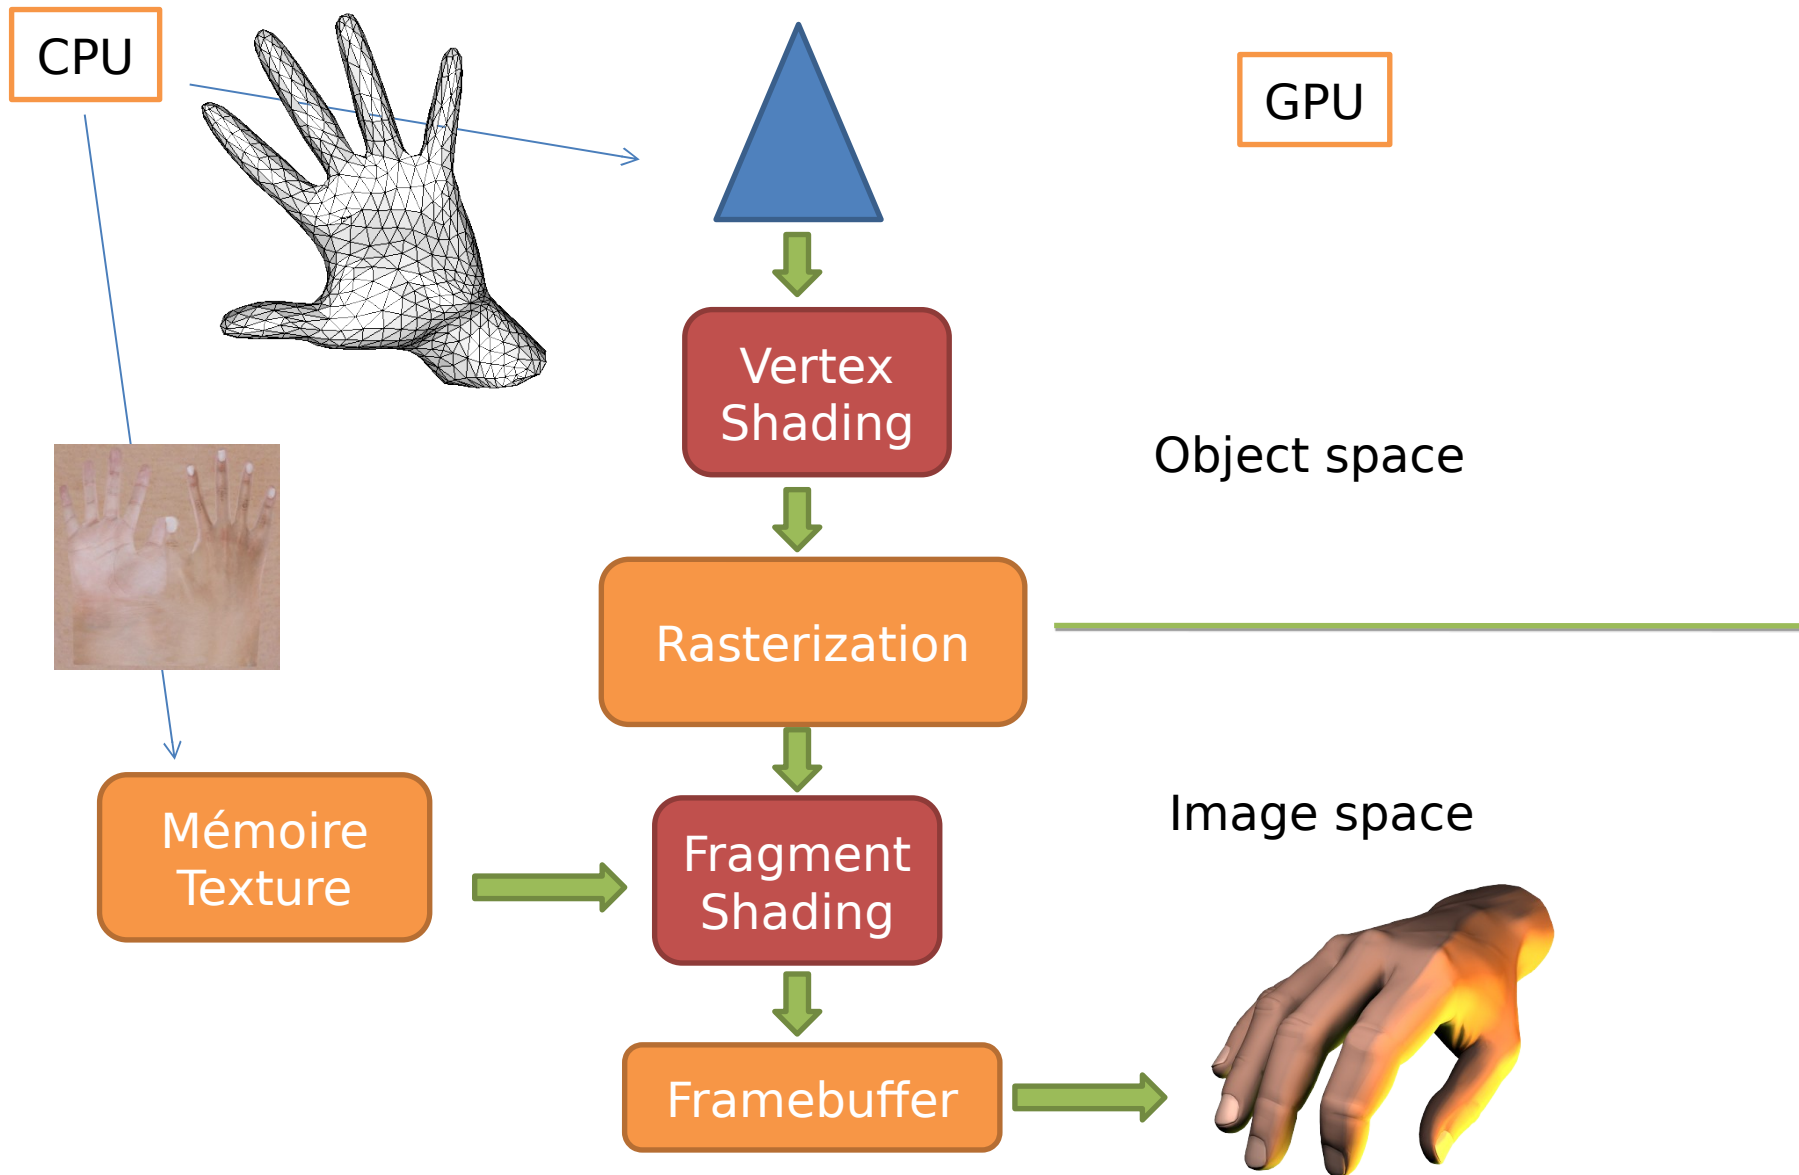 CPU
GPU
Vertex
Shading
Object space
Rasterization
Mémoire
Texture
Fragment
Shading
Image space
Framebuffer